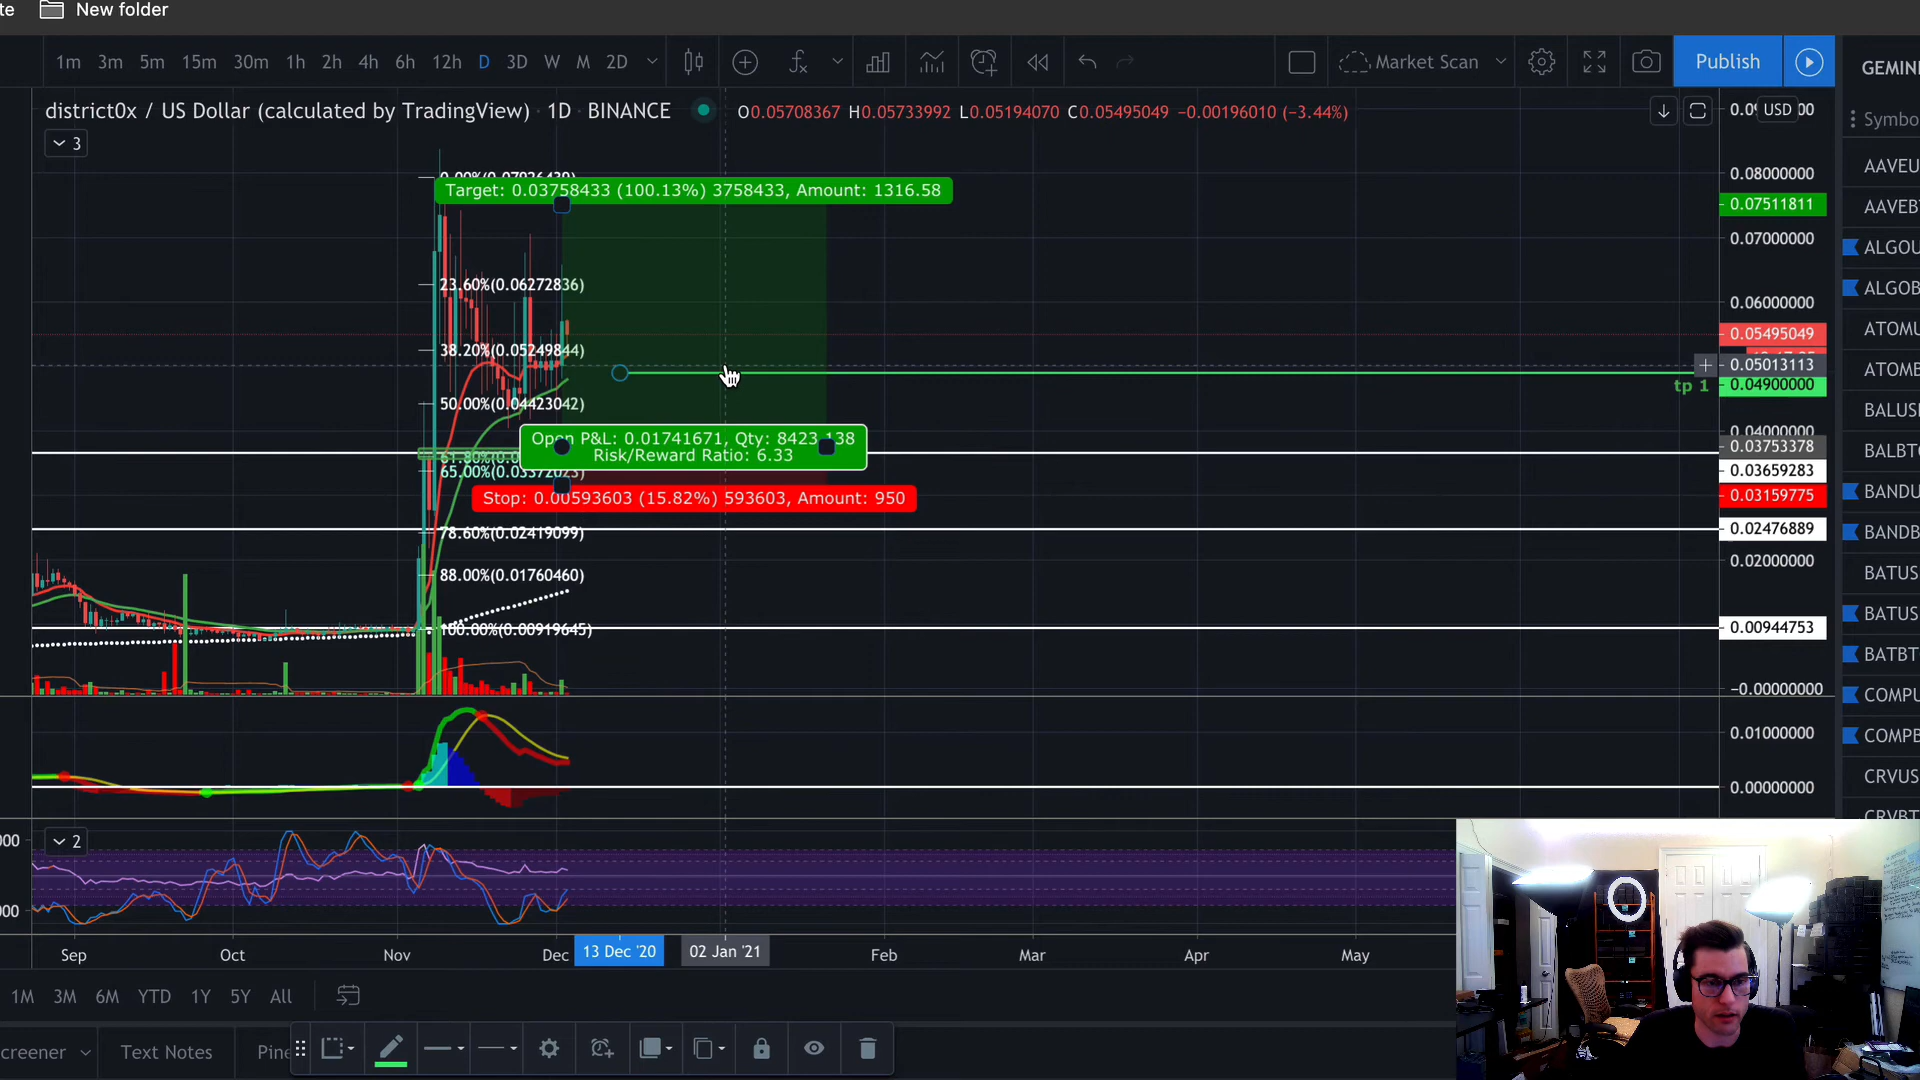 te New folder
1m 3m 5m 15m 30m 1h 2h 4h 6h 12h D 3D W M 2D Market Scan Publish
GEMIN
district0x / US Dollar (calculated by TradingView) · 1D · BINANCE O0.05708367 H0.05733992 L0.05194070 C0.05495049 −0.00196010 (−3.44%)
USD
3
Symbo
Target: 0.03758433 (100.13%) 3758433, Amount: 1316.58
23.60%(0.06272836)
38.20%(0.05249844)
50.00%(0.04423042)
Open P&L: 0.01741671, Qty: 8423.138
Risk/Reward Ratio: 6.33
Stop: 0.00593603 (15.82%) 593603, Amount: 950
78.60%(0.02419099)
88.00%(0.01760460)
100.00%(0.00919645)
0.08000000
0.07511811
0.07000000
0.06000000
0.05495049
0.05013113
tp 1 0.04900000
0.04000000
0.03753378
0.03659283
0.03159775
0.02476889
0.02000000
0.00944753
−0.00000000
0.01000000
0.00000000
AAVEU
AAVEB
ALGOU
ALGOB
ATOMU
ATOMB
BALUS
BALBT
BANDU
BANDB
BATUS
BATUS
BATBT
COMPU
COMPB
CRVUS
2
Sep Oct Nov Dec 13 Dec '20 02 Jan '21 Feb Mar Apr May
1M 3M 6M YTD 1Y 5Y All
creener Text Notes Pine